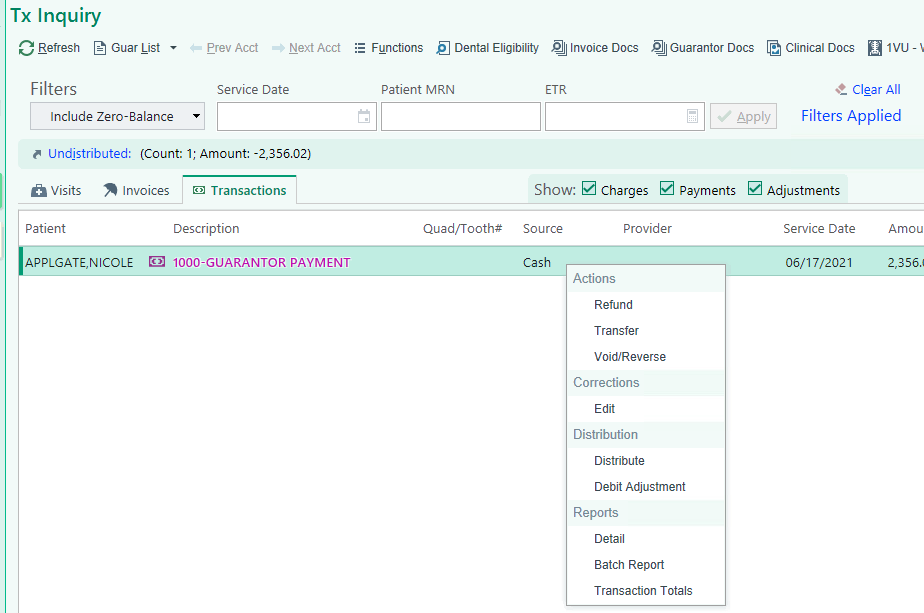 Tx Inquiry
Refresh Guar List Prev Acct Next Acct Functions Dental Eligibility Invoice Docs Guarantor Docs Clinical Docs 1VU -
Filters Service Date Patient MRN ETR Clear All
Include Zero-Balance Apply Filters Applied
Undistributed: (Count: 1; Amount: -2,356.02)
Visits Invoices Transactions Show: Charges Payments Adjustments
Patient Description Quad/Tooth# Source Provider Service Date Amou
APPLGATE,NICOLE 1000-GUARANTOR PAYMENT Cash 06/17/2021 2,356.0
Actions
Refund
Transfer
Void/Reverse
Corrections
Edit
Distribution
Distribute
Debit Adjustment
Reports
Detail
Batch Report
Transaction Totals